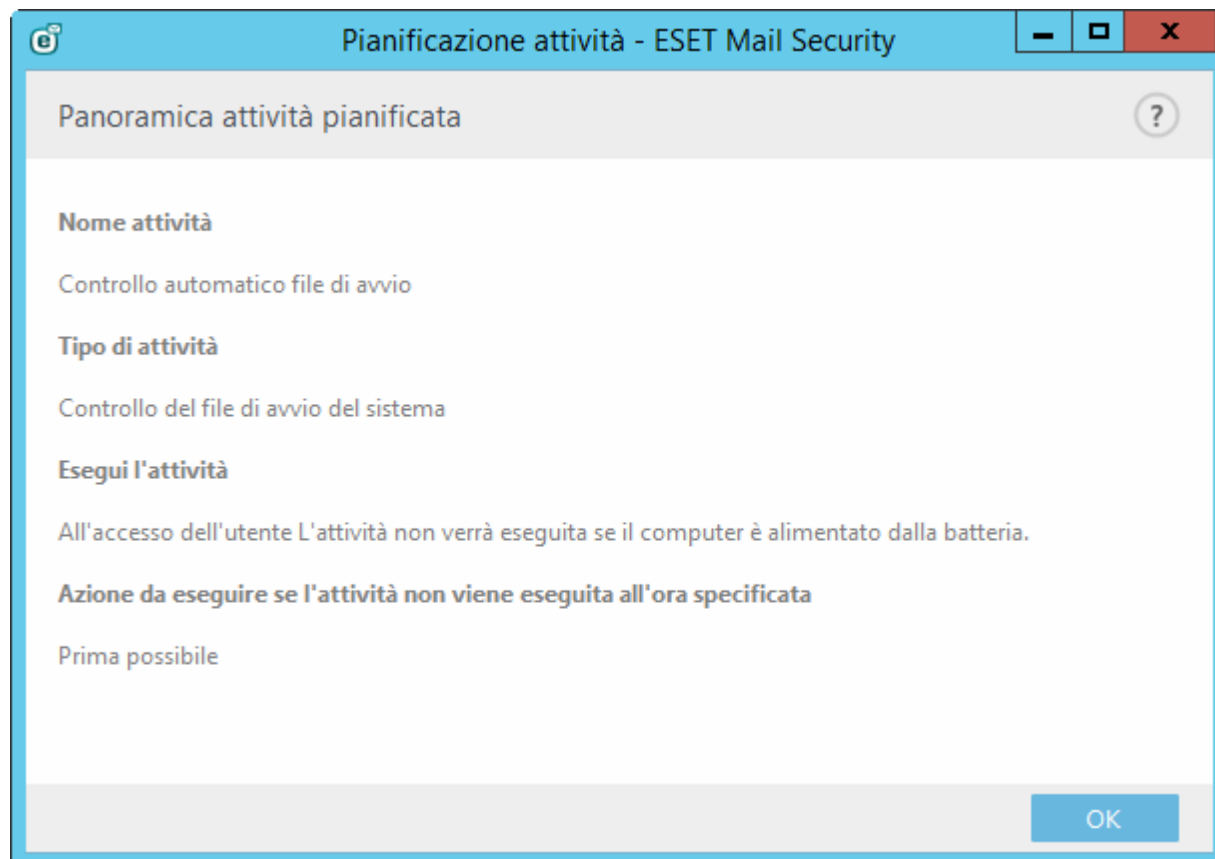 Pianificazione attività - ESET Mail Security
Panoramica attività pianificata
?
Nome attività
Controllo automatico file di avvio
Tipo di attività
Controllo del file di avvio del sistema
Esegui l'attività
All'accesso dell'utente L'attività non verrà eseguita se il computer è alimentato dalla batteria.
Azione da eseguire se l'attività non viene eseguita all'ora specificata
Prima possibile
OK